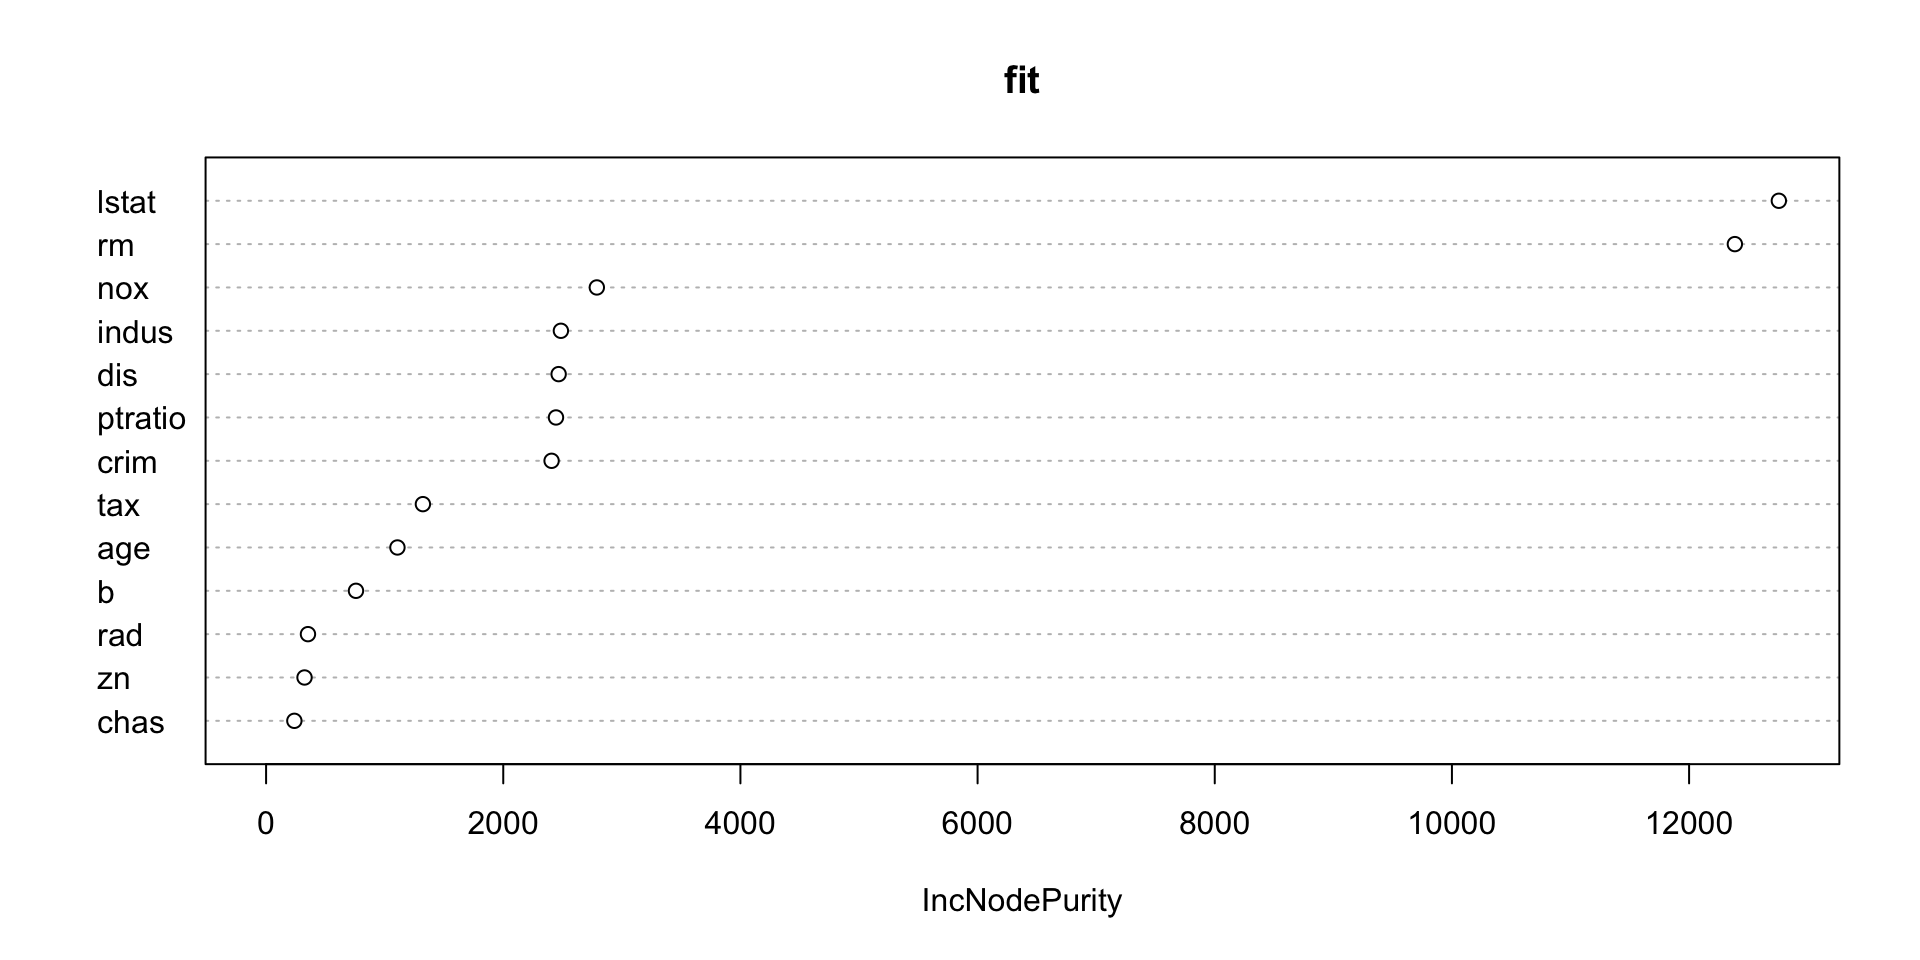 fit
lstat
rm
nox
indus
dis
ptratio
crim
tax
age
b
rad
zn
chas
0 2000 4000 6000 8000 10000 12000
IncNodePurity